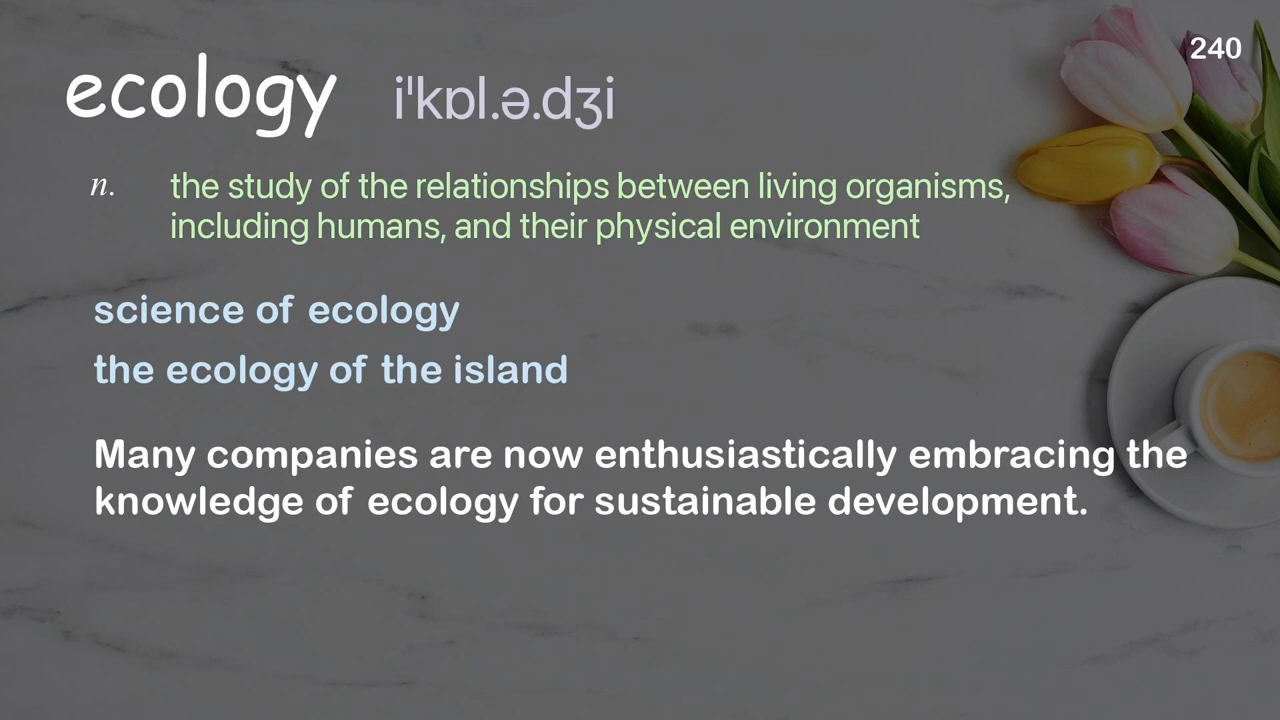 240
ecology iˈkɒl.ə.dʒi
n. the study of the relationships between living organisms,
including humans, and their physical environment
science of ecology
the ecology of the island
Many companies are now enthusiastically embracing the
knowledge of ecology for sustainable development.